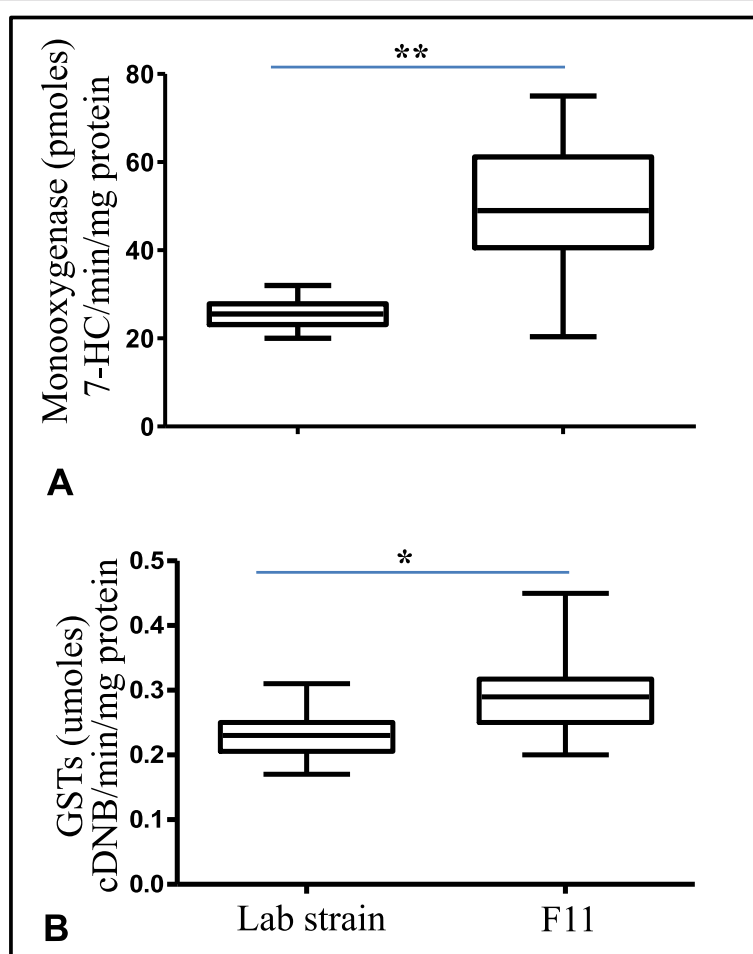 **
Monooxygenase (pmoles)
7-HC/min/mg protein
80
60
40
20
0
A
*
GSTs (umoles)
cDNB/min/mg protein
0.5
0.4
0.3
0.2
0.1
0.0
Lab strain F11
B